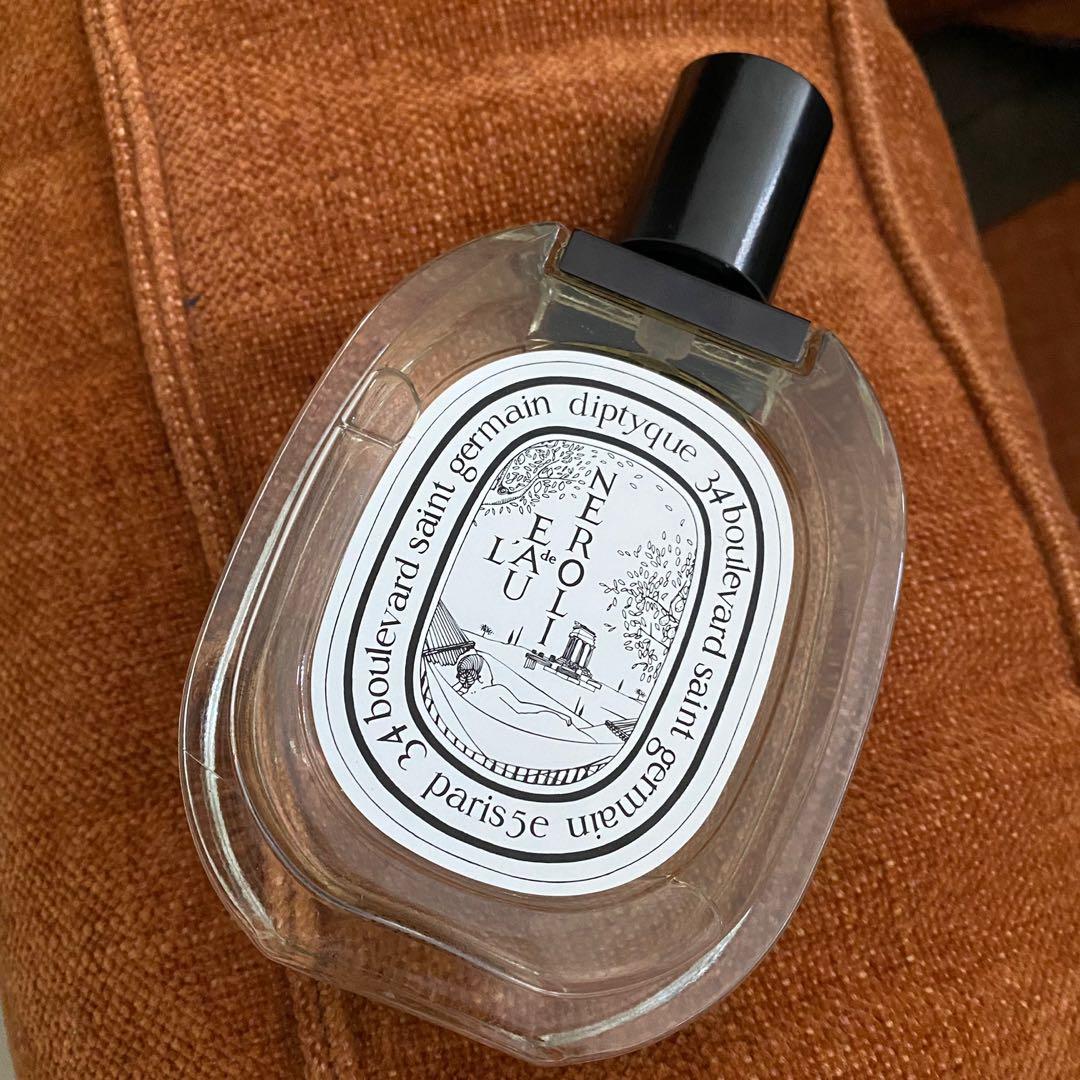 diptyque 34 boulevard saint germain
paris 5e
34 boulevard saint germain
L'EAU
de
NEROLI